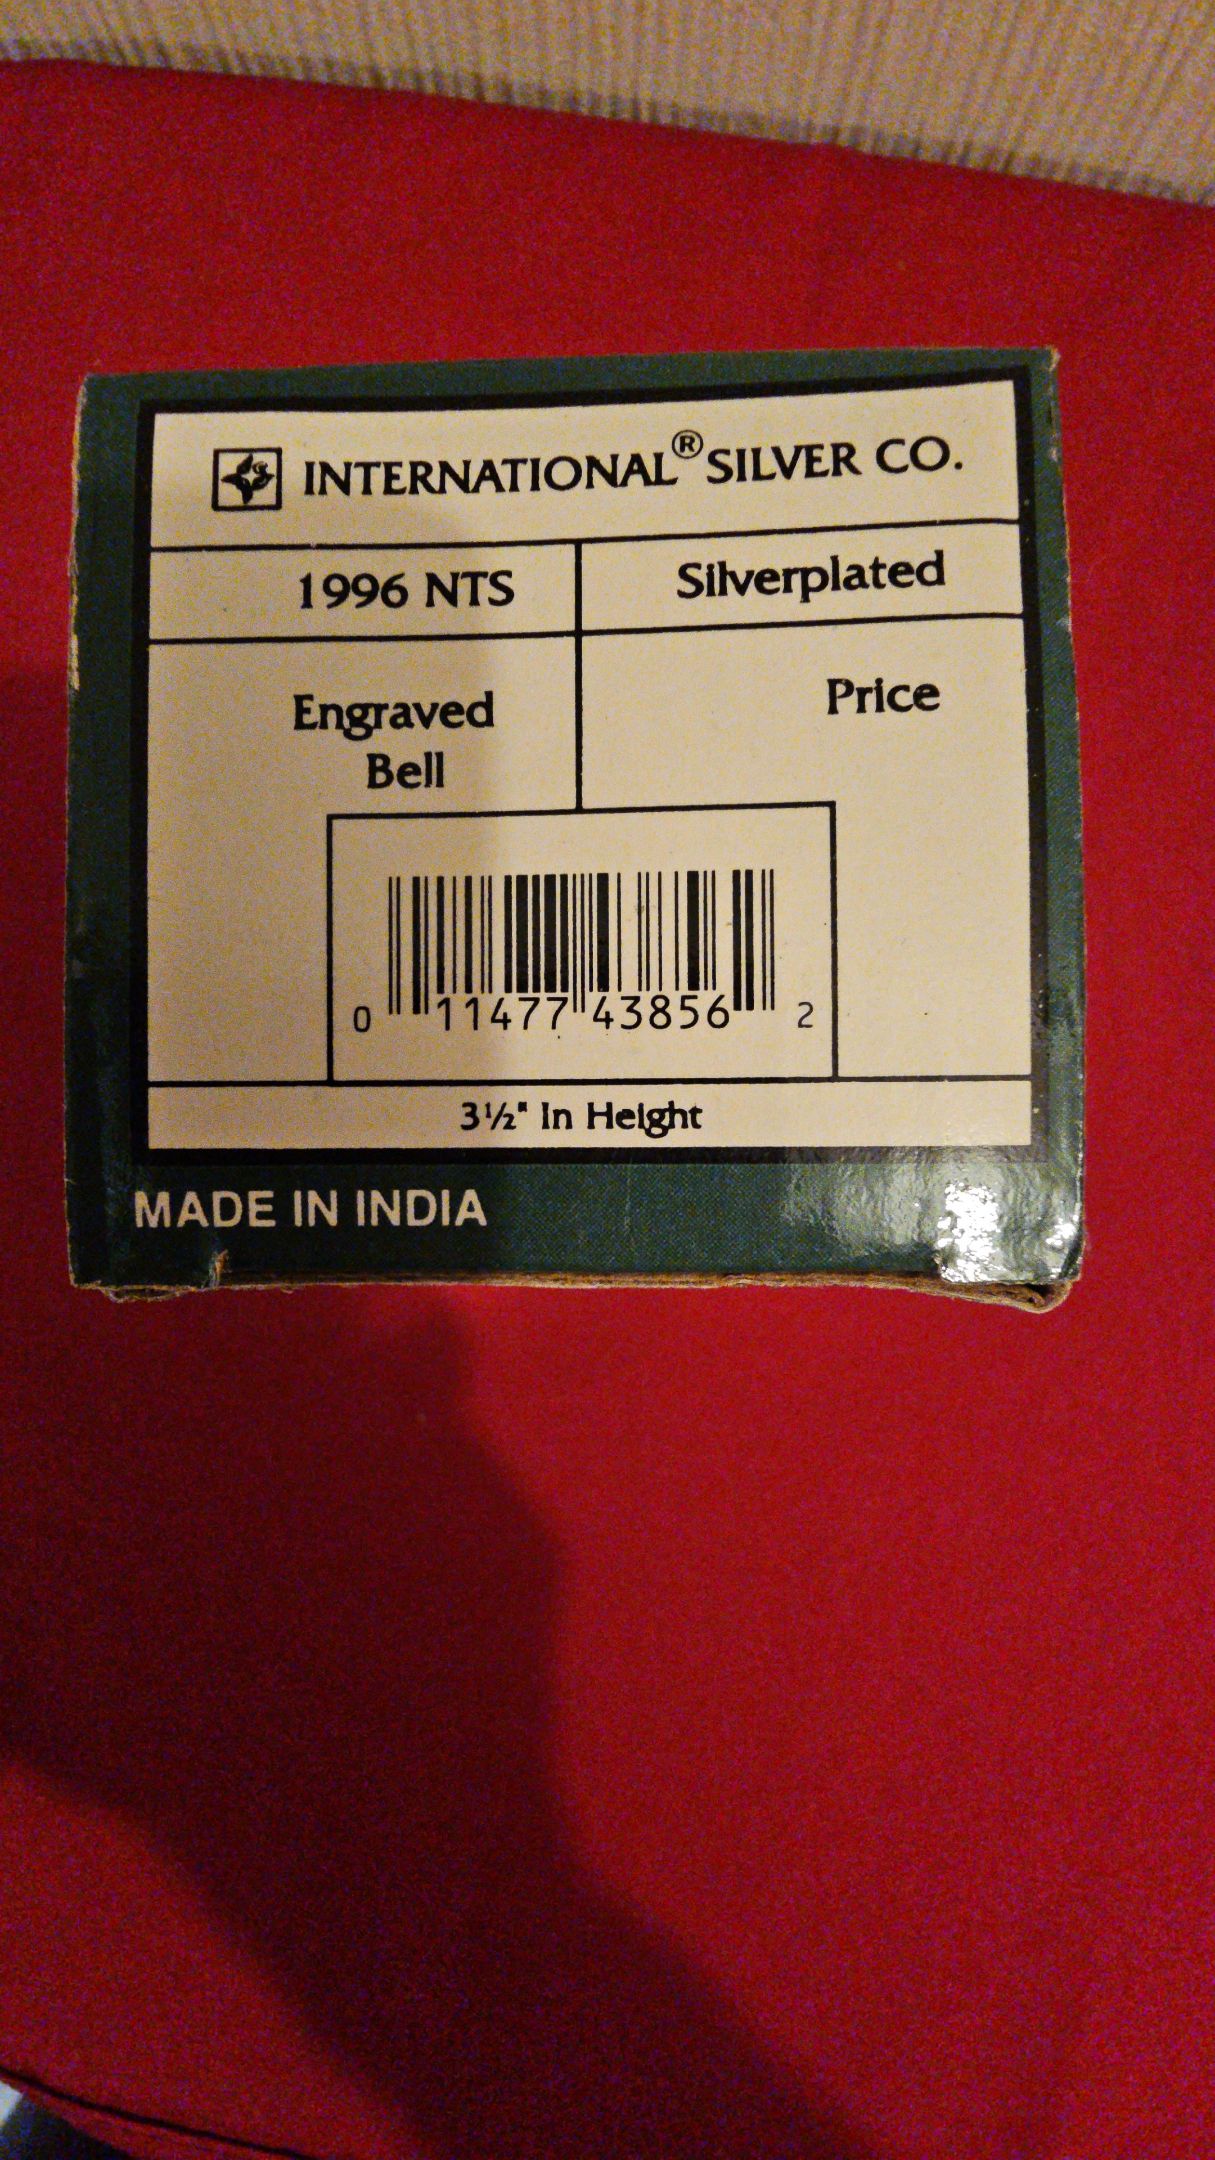 INTERNATIONAL® SILVER CO.
1996 NTS
Silverplated
Engraved
Bell
Price
0 11477 43856 2
3½" In Height
MADE IN INDIA